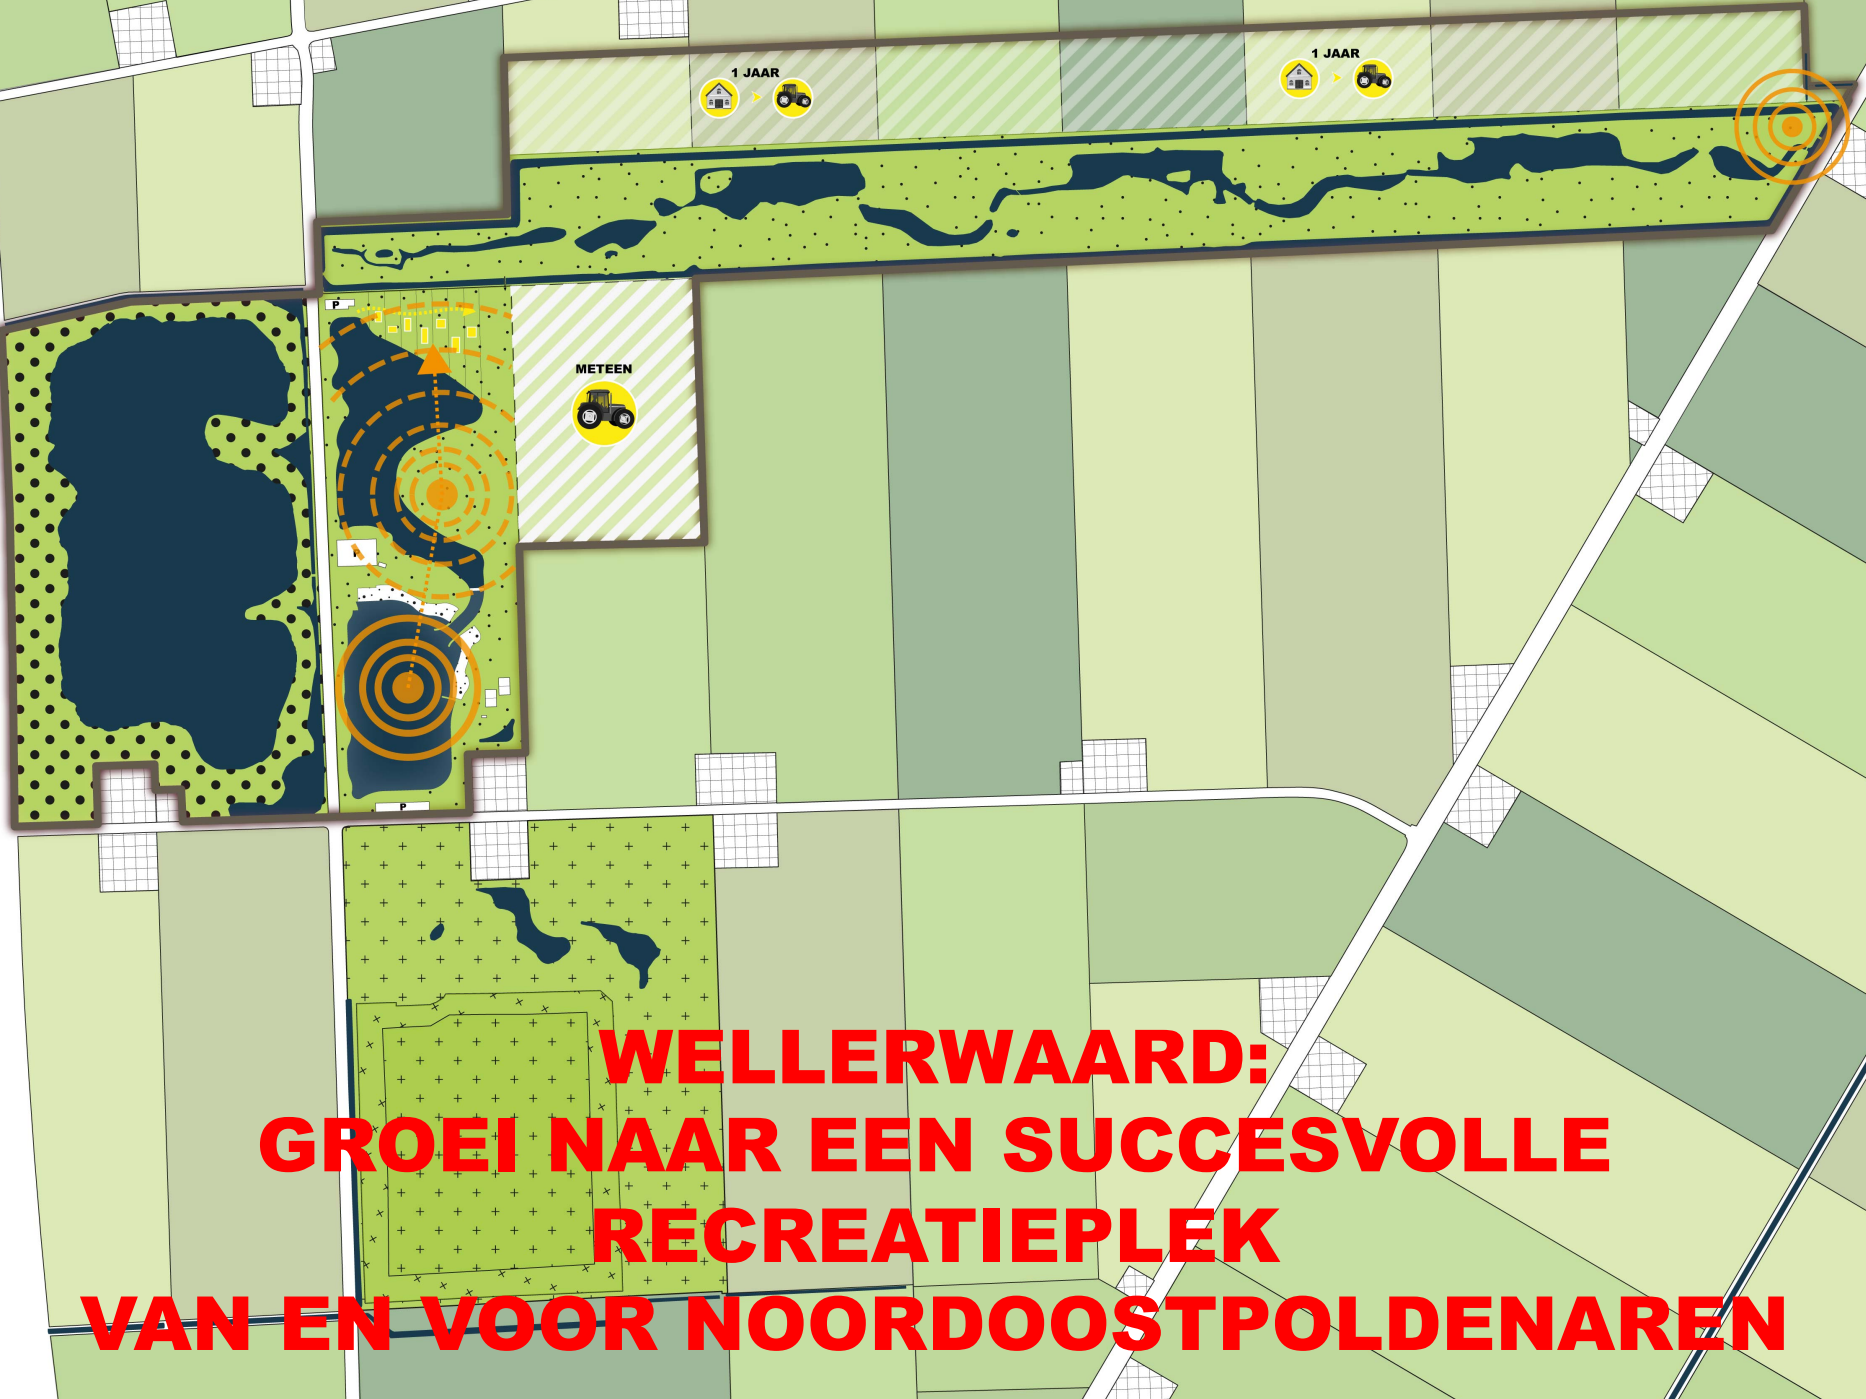 1 JAAR
1 JAAR
P
METEEN
P
P
WELLERWAARD:
GROEI NAAR EEN SUCCESVOLLE
RECREATIEPLEK
VAN EN VOOR NOORDOOSTPOLDENAREN